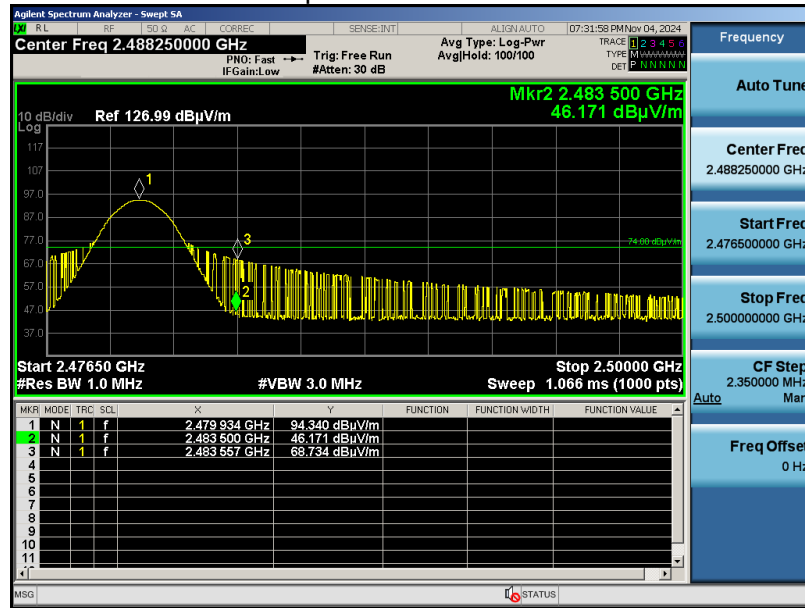 Agilent Spectrum Analyzer - Swept SA
LXI RL RF 50 Ω AC CORREC SENSE:INT ALIGNAUTO 07:31:58 PM Nov 04, 2024
Center Freq 2.488250000 GHz
PNO: Fast
IFGain:Low
Trig: Free Run
#Atten: 30 dB
Avg Type: Log-Pwr
Avg|Hold: 100/100
TRACE 1 2 3 4 5 6
TYPE M
DET P N N N N N
Mkr2 2.483 500 GHz
46.171 dBµV/m
10 dB/div Ref 126.99 dBµV/m
Log
117
107
97.0
87.0
77.0
67.0
57.0
47.0
37.0
1
3
2
74.00 dBµV/m
Start 2.47650 GHz Stop 2.50000 GHz
#Res BW 1.0 MHz #VBW 3.0 MHz Sweep 1.066 ms (1000 pts)
MKR MODE TRC SCL X Y FUNCTION FUNCTION WIDTH FUNCTION VALUE
1 N 1 f 2.479 934 GHz 94.340 dBµV/m
2 N 1 f 2.483 500 GHz 46.171 dBµV/m
3 N 1 f 2.483 557 GHz 68.734 dBµV/m
4
5
6
7
8
9
10
11
MSG STATUS
Frequency
Auto Tune
Center Freq
2.488250000 GHz
Start Freq
2.476500000 GHz
Stop Freq
2.500000000 GHz
CF Step
2.350000 MHz
Auto Man
Freq Offset
0 Hz